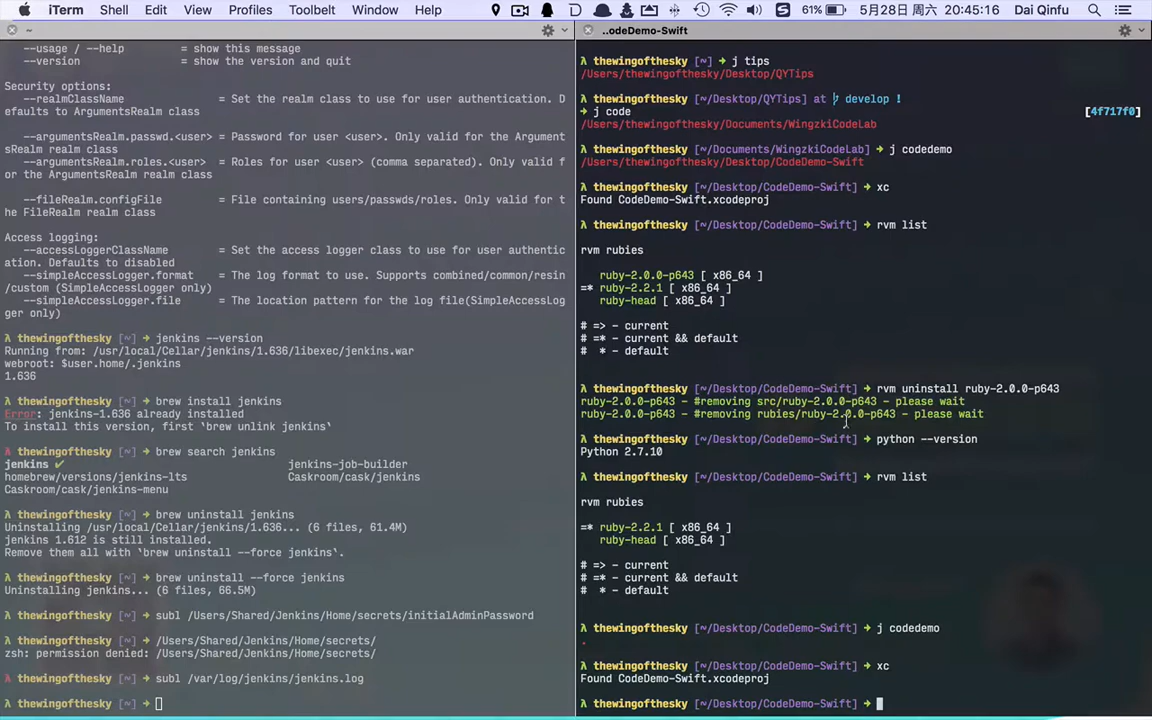 iTerm Shell Edit View Profiles Toolbelt Window Help 61% 5月28日 周六 20:45:16 Dai Qinfu
~
--usage / --help = show this message
--version = show the version and quit
Security options:
--realmClassName = Set the realm class to use for user authentication. D
efaults to ArgumentsRealm
--argumentsRealm.passwd.<user> = Password for user <user>. Only valid for the Argument
sRealm realm class
--argumentsRealm.roles.<user> = Roles for user <user> (comma separated). Only valid f
or the ArgumentsRealm realm class
--fileRealm.configFile = File containing users/passwds/roles. Only valid for t
he FileRealm realm class
Access logging:
--accessLoggerClassName = Set the access logger class to use for user authentic
ation. Defaults to disabled
--simpleAccessLogger.format = The log format to use. Supports combined/common/resin
/custom (SimpleAccessLogger only)
--simpleAccessLogger.file = The location pattern for the log file(SimpleAccessLog
ger only)
λ thewingofthesky [~] → jenkins --version
Running from: /usr/local/Cellar/jenkins/1.636/libexec/jenkins.war
webroot: $user.home/.jenkins
1.636
λ thewingofthesky [~] → brew install jenkins
Error: jenkins-1.636 already installed
To install this version, first `brew unlink jenkins'
λ thewingofthesky [~] → brew search jenkins
jenkins ✔ jenkins-job-builder
homebrew/versions/jenkins-lts Caskroom/cask/jenkins
Caskroom/cask/jenkins-menu
λ thewingofthesky [~] → brew uninstall jenkins
Uninstalling /usr/local/Cellar/jenkins/1.636... (6 files, 61.4M)
jenkins 1.612 is still installed.
Remove them all with `brew uninstall --force jenkins`.
λ thewingofthesky [~] → brew uninstall --force jenkins
Uninstalling jenkins... (6 files, 66.5M)
λ thewingofthesky [~] → subl /Users/Shared/Jenkins/Home/secrets/initialAdminPassword
λ thewingofthesky [~] → /Users/Shared/Jenkins/Home/secrets/
zsh: permission denied: /Users/Shared/Jenkins/Home/secrets/
λ thewingofthesky [~] → subl /var/log/jenkins/jenkins.log
λ thewingofthesky [~] →
..odeDemo-Swift
λ thewingofthesky [~] → j tips
/Users/thewingofthesky/Desktop/QYTips
λ thewingofthesky [~/Desktop/QYTips] at develop !
→ j code [4f717f0]
/Users/thewingofthesky/Documents/WingzkiCodeLab
λ thewingofthesky [~/Documents/WingzkiCodeLab] → j codedemo
/Users/thewingofthesky/Desktop/CodeDemo-Swift
λ thewingofthesky [~/Desktop/CodeDemo-Swift] → xc
Found CodeDemo-Swift.xcodeproj
λ thewingofthesky [~/Desktop/CodeDemo-Swift] → rvm list
rvm rubies
ruby-2.0.0-p643 [ x86_64 ]
=* ruby-2.2.1 [ x86_64 ]
ruby-head [ x86_64 ]
# => - current
# =* - current && default
# * - default
λ thewingofthesky [~/Desktop/CodeDemo-Swift] → rvm uninstall ruby-2.0.0-p643
ruby-2.0.0-p643 - #removing src/ruby-2.0.0-p643 - please wait
ruby-2.0.0-p643 - #removing rubies/ruby-2.0.0-p643 - please wait
λ thewingofthesky [~/Desktop/CodeDemo-Swift] → python --version
Python 2.7.10
λ thewingofthesky [~/Desktop/CodeDemo-Swift] → rvm list
rvm rubies
=* ruby-2.2.1 [ x86_64 ]
ruby-head [ x86_64 ]
# => - current
# =* - current && default
# * - default
λ thewingofthesky [~/Desktop/CodeDemo-Swift] → j codedemo
.
λ thewingofthesky [~/Desktop/CodeDemo-Swift] → xc
Found CodeDemo-Swift.xcodeproj
λ thewingofthesky [~/Desktop/CodeDemo-Swift] →